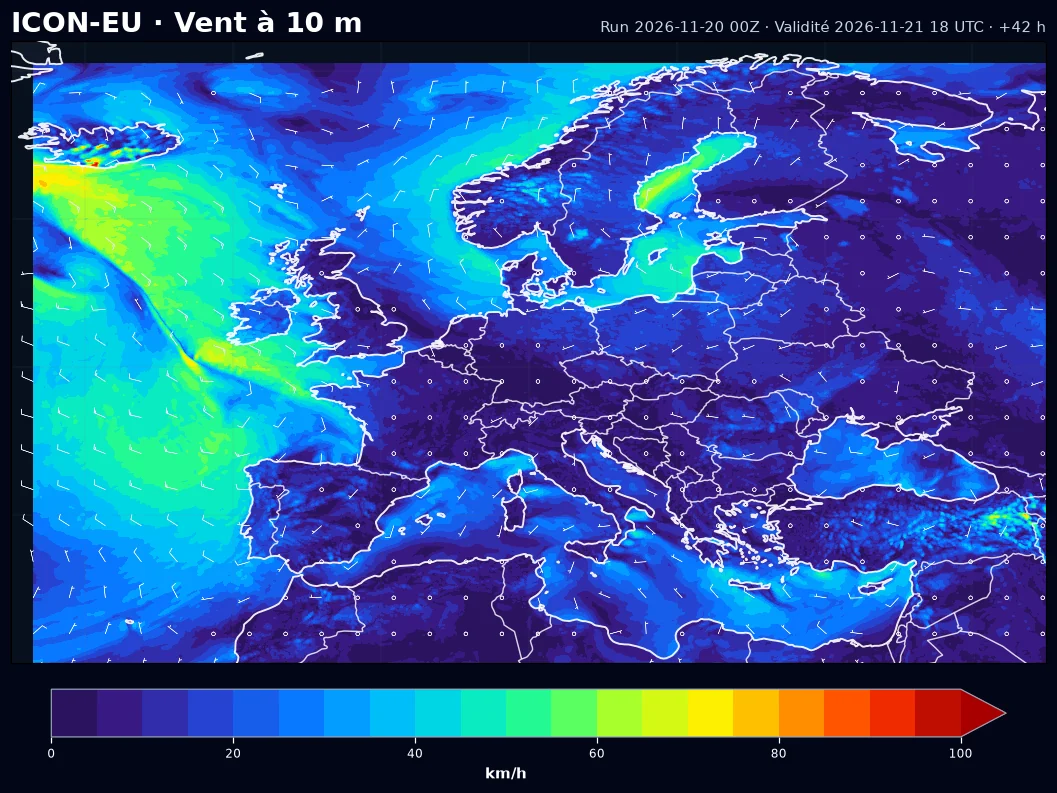 ICON-EU · Vent à 10 m
Run 2026-11-20 00Z · Validité 2026-11-21 18 UTC · +42 h
0 20 40 60 80 100
km/h